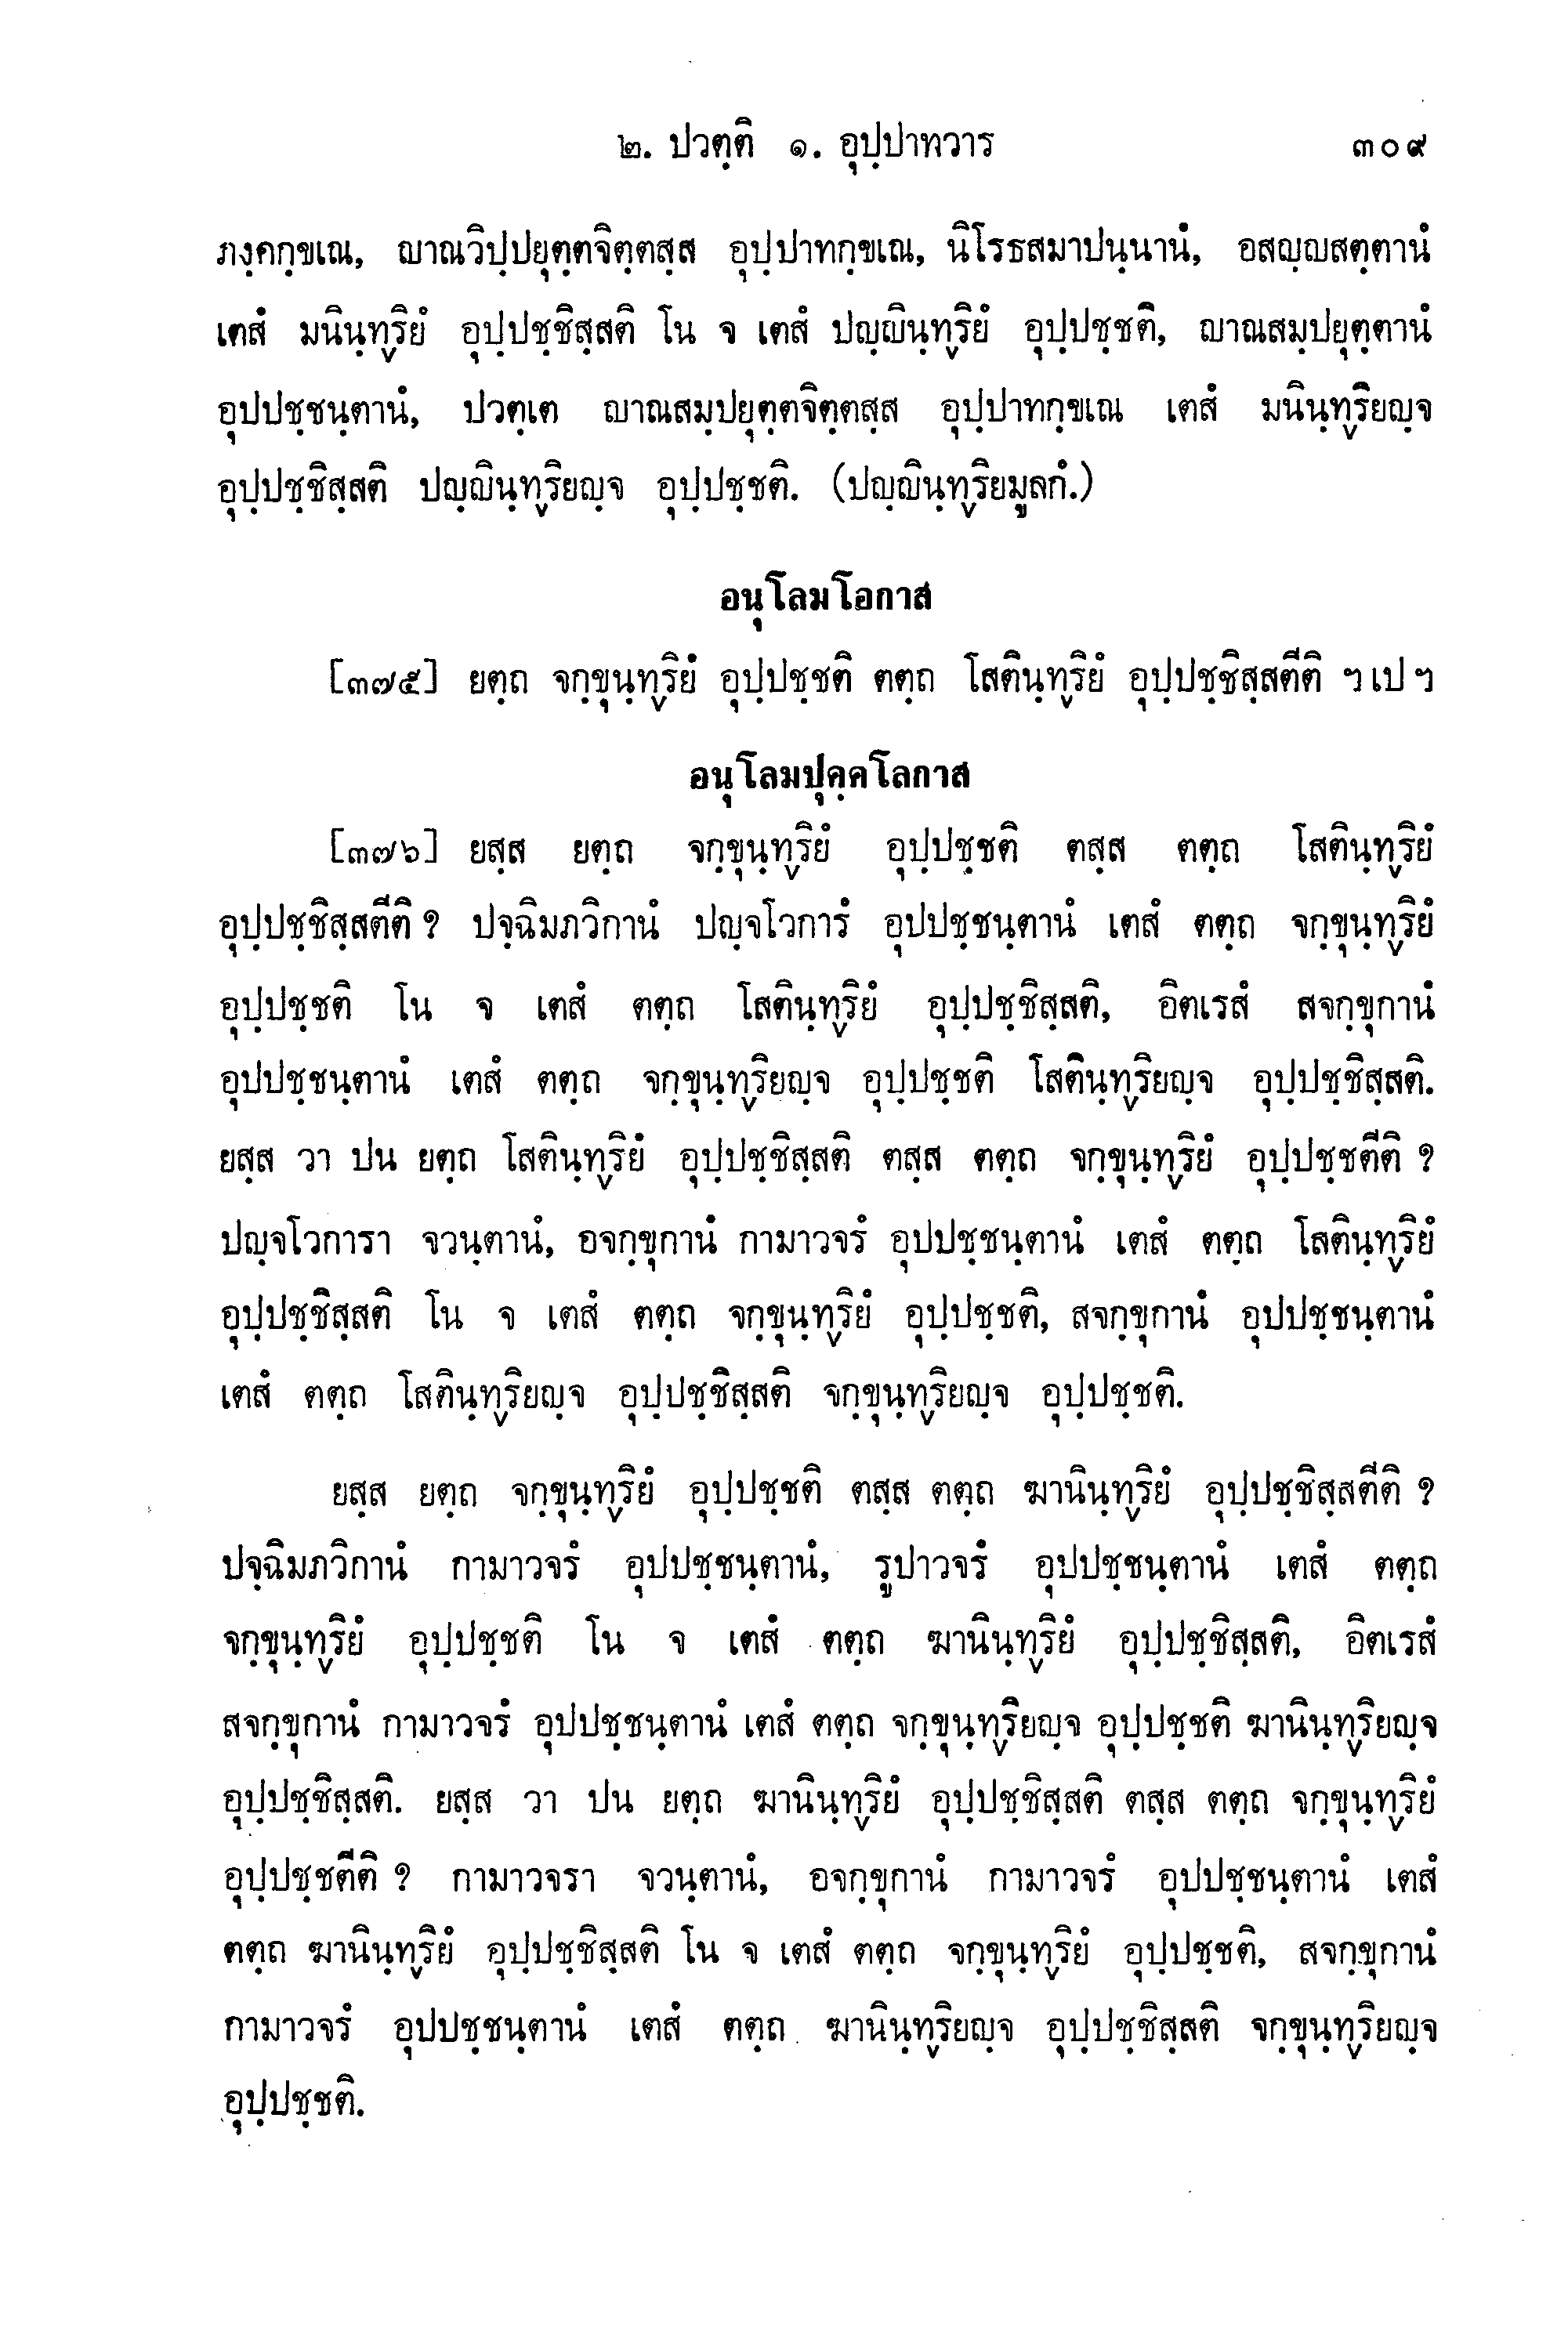 ๒. ปวตฺติ ๑. อุปฺปาทวาร ๓๐๙
ภงฺคกฺขเณ, ญาณวิปฺปยุตฺตจิตฺตสฺส อุปฺปาทกฺขเณ, นิโรธสมาปนฺนานํ, อสญฺญสตฺตานํ
เตสํ มนินฺทฺริยํ อุปฺปชฺชิสฺสติ โน จ เตสํ ปญฺญินฺทฺริยํ อุปฺปชฺชติ, ญาณสมฺปยุตฺตานํ
อุปปชฺชนฺตานํ, ปวตฺเต ญาณสมฺปยุตฺตจิตฺตสฺส อุปฺปาทกฺขเณ เตสํ มนินฺทฺริยญฺจ
อุปฺปชฺชิสฺสติ ปญฺญินฺทฺริยญฺจ อุปฺปชฺชติ. (ปญฺญินฺทฺริยมูลกํ.)
อนุโลมโอกาส
[๓๗๕] ยตฺถ จกฺขุนฺทฺริยํ อุปฺปชฺชติ ตตฺถ โสตินฺทฺริยํ อุปฺปชฺชิสฺสตีติ ฯ เป ฯ
อนุโลมปุคฺคโลกาส
[๓๗๖] ยสฺส ยตฺถ จกฺขุนฺทฺริยํ อุปฺปชฺชติ ตสฺส ตตฺถ โสตินฺทฺริยํ
อุปฺปชฺชิสฺสตีติ ? ปจฺฉิมภวิกานํ ปญฺจโวการํ อุปปชฺชนฺตานํ เตสํ ตตฺถ จกฺขุนฺทฺริยํ
อุปฺปชฺชติ โน จ เตสํ ตตฺถ โสตินฺทฺริยํ อุปฺปชฺชิสฺสติ, อิตเรสํ สจกฺขุกานํ
อุปปชฺชนฺตานํ เตสํ ตตฺถ จกฺขุนฺทฺริยญฺจ อุปฺปชฺชติ โสตินฺทฺริยญฺจ อุปฺปชฺชิสฺสติ.
ยสฺส วา ปน ยตฺถ โสตินฺทฺริยํ อุปฺปชฺชิสฺสติ ตสฺส ตตฺถ จกฺขุนฺทฺริยํ อุปฺปชฺชตีติ ?
ปญฺจโวการา จวนฺตานํ, อจกฺขุกานํ กามาวจรํ อุปปชฺชนฺตานํ เตสํ ตตฺถ โสตินฺทฺริยํ
อุปฺปชฺชิสฺสติ โน จ เตสํ ตตฺถ จกฺขุนฺทฺริยํ อุปฺปชฺชติ, สจกฺขุกานํ อุปปชฺชนฺตานํ
เตสํ ตตฺถ โสตินฺทฺริยญฺจ อุปฺปชฺชิสฺสติ จกฺขุนฺทฺริยญฺจ อุปฺปชฺชติ.
ยสฺส ยตฺถ จกฺขุนฺทฺริยํ อุปฺปชฺชติ ตสฺส ตตฺถ ฆานินฺทฺริยํ อุปฺปชฺชิสฺสตีติ ?
ปจฺฉิมภวิกานํ กามาวจรํ อุปปชฺชนฺตานํ, รูปาวจรํ อุปปชฺชนฺตานํ เตสํ ตตฺถ
จกฺขุนฺทฺริยํ อุปฺปชฺชติ โน จ เตสํ ตตฺถ ฆานินฺทฺริยํ อุปฺปชฺชิสฺสติ, อิตเรสํ
สจกฺขุกานํ กามาวจรํ อุปปชฺชนฺตานํ เตสํ ตตฺถ จกฺขุนฺทฺริยญฺจ อุปฺปชฺชติ ฆานินฺทฺริยญฺจ
อุปฺปชฺชิสฺสติ. ยสฺส วา ปน ยตฺถ ฆานินฺทฺริยํ อุปฺปชฺชิสฺสติ ตสฺส ตตฺถ จกฺขุนฺทฺริยํ
อุปฺปชฺชตีติ ? กามาวจรา จวนฺตานํ, อจกฺขุกานํ กามาวจรํ อุปปชฺชนฺตานํ เตสํ
ตตฺถ ฆานินฺทฺริยํ อุปฺปชฺชิสฺสติ โน จ เตสํ ตตฺถ จกฺขุนฺทฺริยํ อุปฺปชฺชติ, สจกฺขุกานํ
กามาวจรํ อุปปชฺชนฺตานํ เตสํ ตตฺถ ฆานินฺทฺริยญฺจ อุปฺปชฺชิสฺสติ จกฺขุนฺทฺริยญฺจ
อุปฺปชฺชติ.